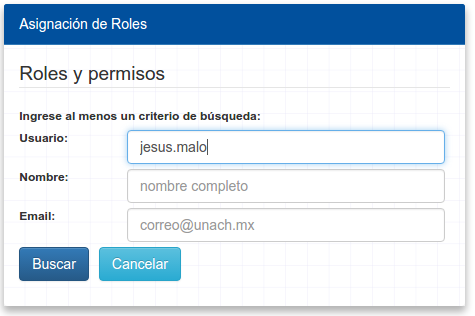 Asignación de Roles
Roles y permisos
Ingrese al menos un criterio de búsqueda:
Usuario: jesus.malo
Nombre: nombre completo
Email: correo@unach.mx
Buscar Cancelar